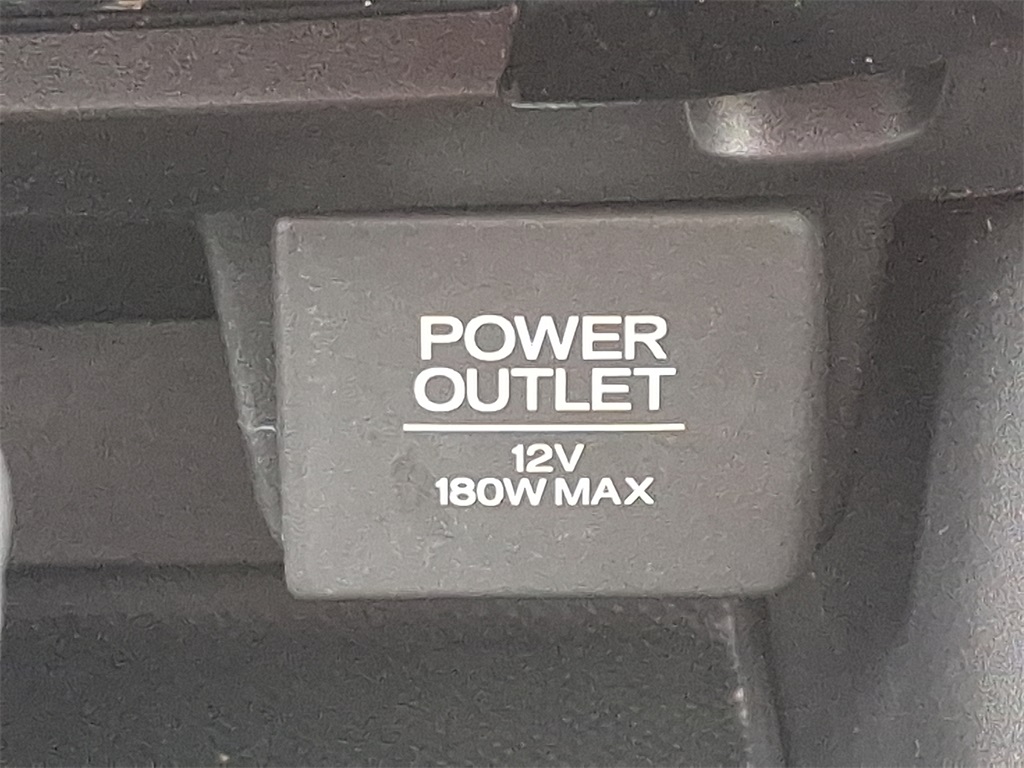 POWER
OUTLET
12V
180W MAX